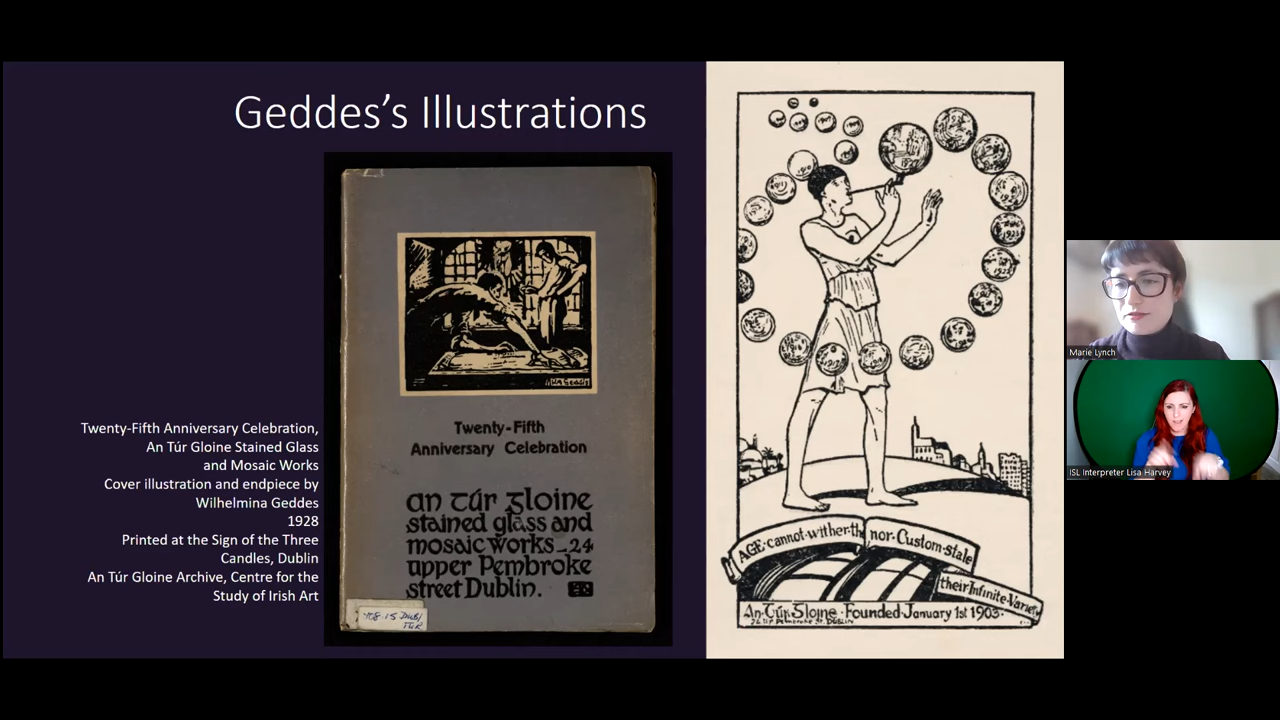 Geddes's Illustrations
Twenty-Fifth Anniversary Celebration,
An Túr Gloine Stained Glass
and Mosaic Works
Cover illustration and endpiece by
Wilhelmina Geddes
1928
Printed at the Sign of the Three
Candles, Dublin
An Túr Gloine Archive, Centre for the
Study of Irish Art
Twenty-Fifth
Anniversary Celebration
an túr gloine
stained glass and
mosaic works_24
upper Pembroke
street Dublin.
AGE·cannot·wither·th
nor·Custom·stale
their·Infinite·Variety
An·Túr·Gloine·Founded·January 1st 1903·
Marie Lynch
ISL Interpreter Lisa Harvey